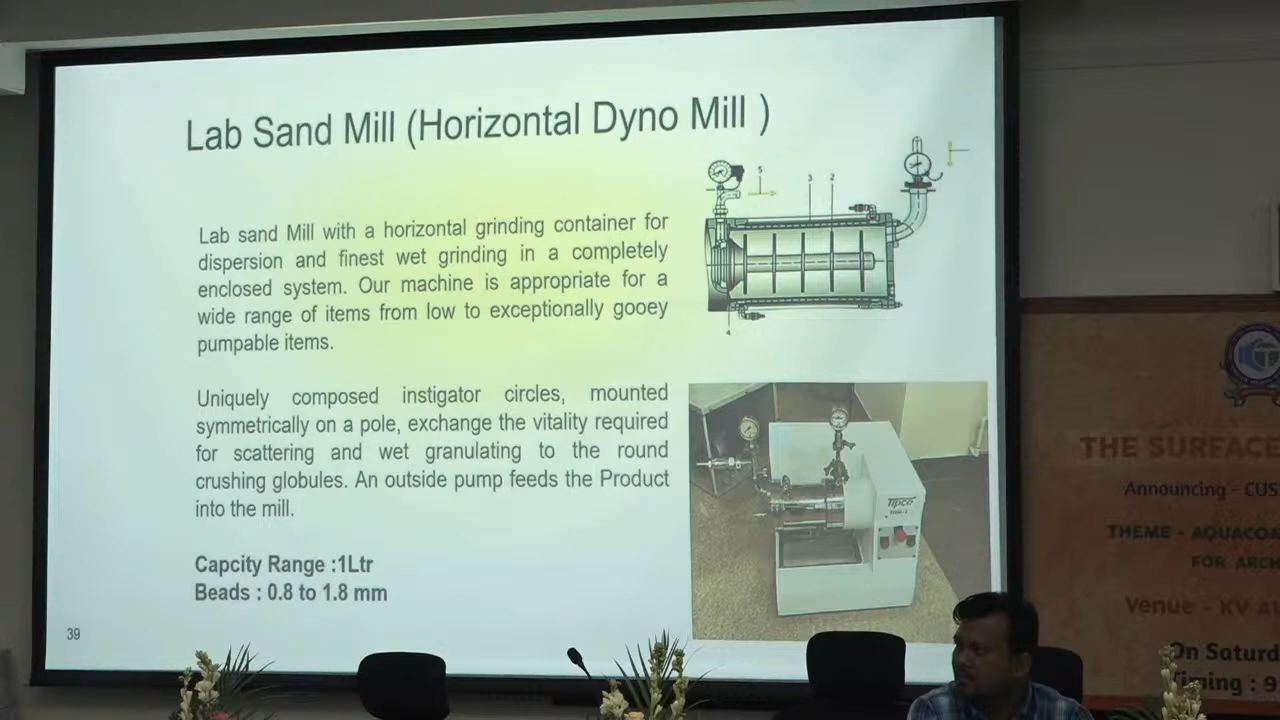 Lab Sand Mill (Horizontal Dyno Mill )
5
3 2
4
Lab sand Mill with a horizontal grinding container for
dispersion and finest wet grinding in a completely
enclosed system. Our machine is appropriate for a
wide range of items from low to exceptionally gooey
pumpable items.
Uniquely composed instigator circles, mounted
symmetrically on a pole, exchange the vitality required
for scattering and wet granulating to the round
crushing globules. An outside pump feeds the Product
into the mill.
Capcity Range :1Ltr
Beads : 0.8 to 1.8 mm
39
Tipco
THE SURFACE
Announcing - CUS
THEME - AQUACOA
FOR ARCH
Venue - KV A
On Saturd
Timing : 9